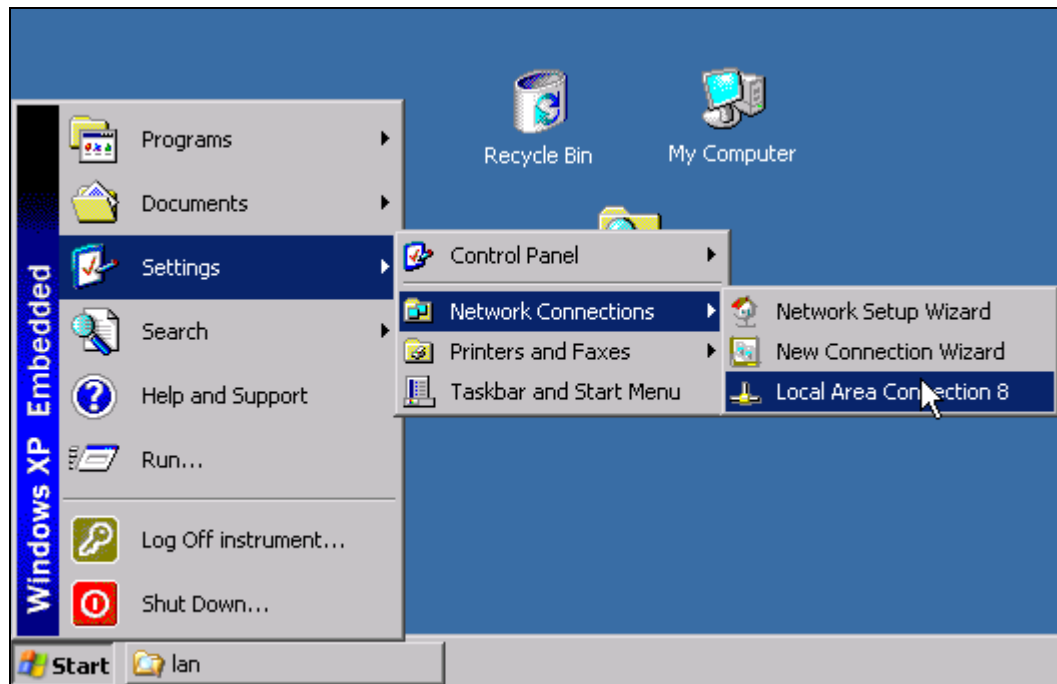 Recycle Bin
My Computer
Windows XP Embedded
Programs
Documents
Settings
Search
Help and Support
Run...
Log Off instrument...
Shut Down...
Control Panel
Network Connections
Printers and Faxes
Taskbar and Start Menu
Network Setup Wizard
New Connection Wizard
Local Area Connection 8
Start
lan